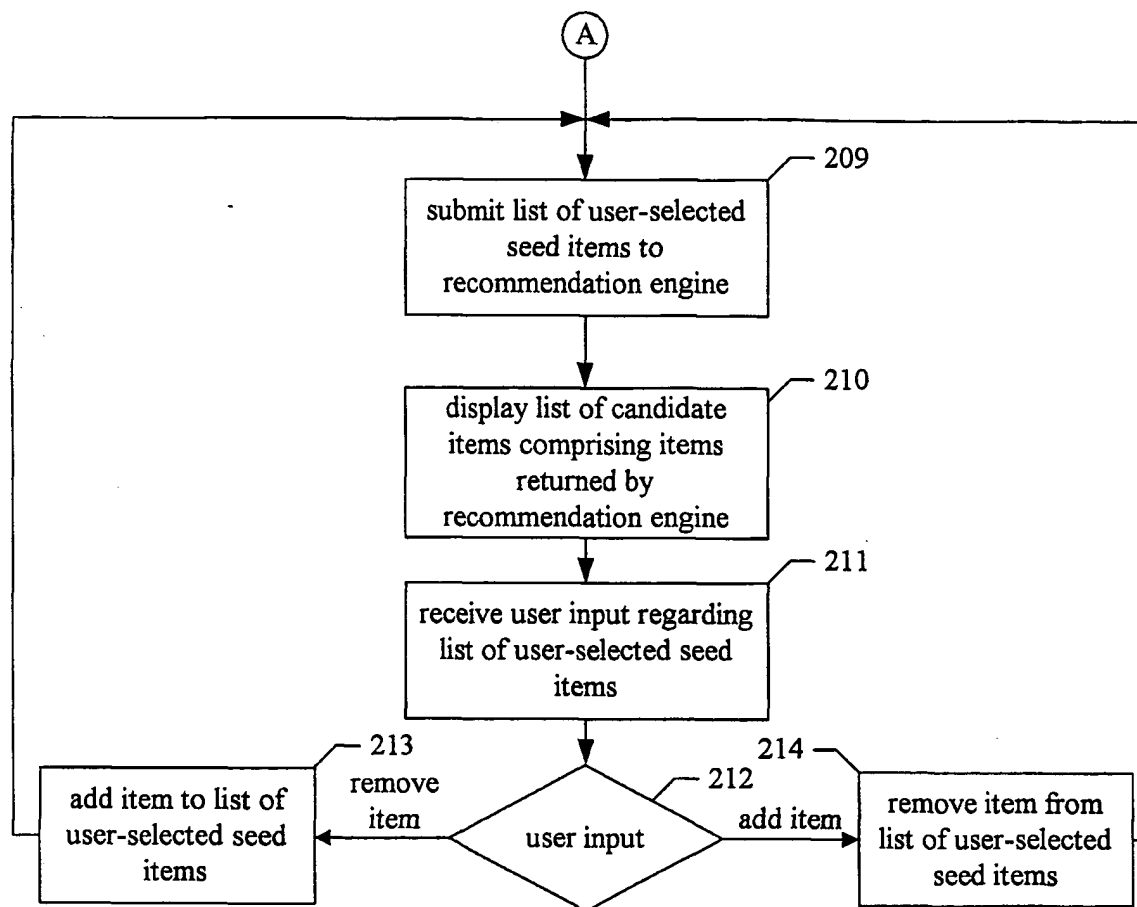 A
209
submit list of user-selected
seed items to
recommendation engine
210
display list of candidate
items comprising items
returned by
recommendation engine
211
receive user input regarding
list of user-selected seed
items
213
add item to list of
user-selected seed
items
remove
item
212
user input
add item
214
remove item from
list of user-selected
seed items